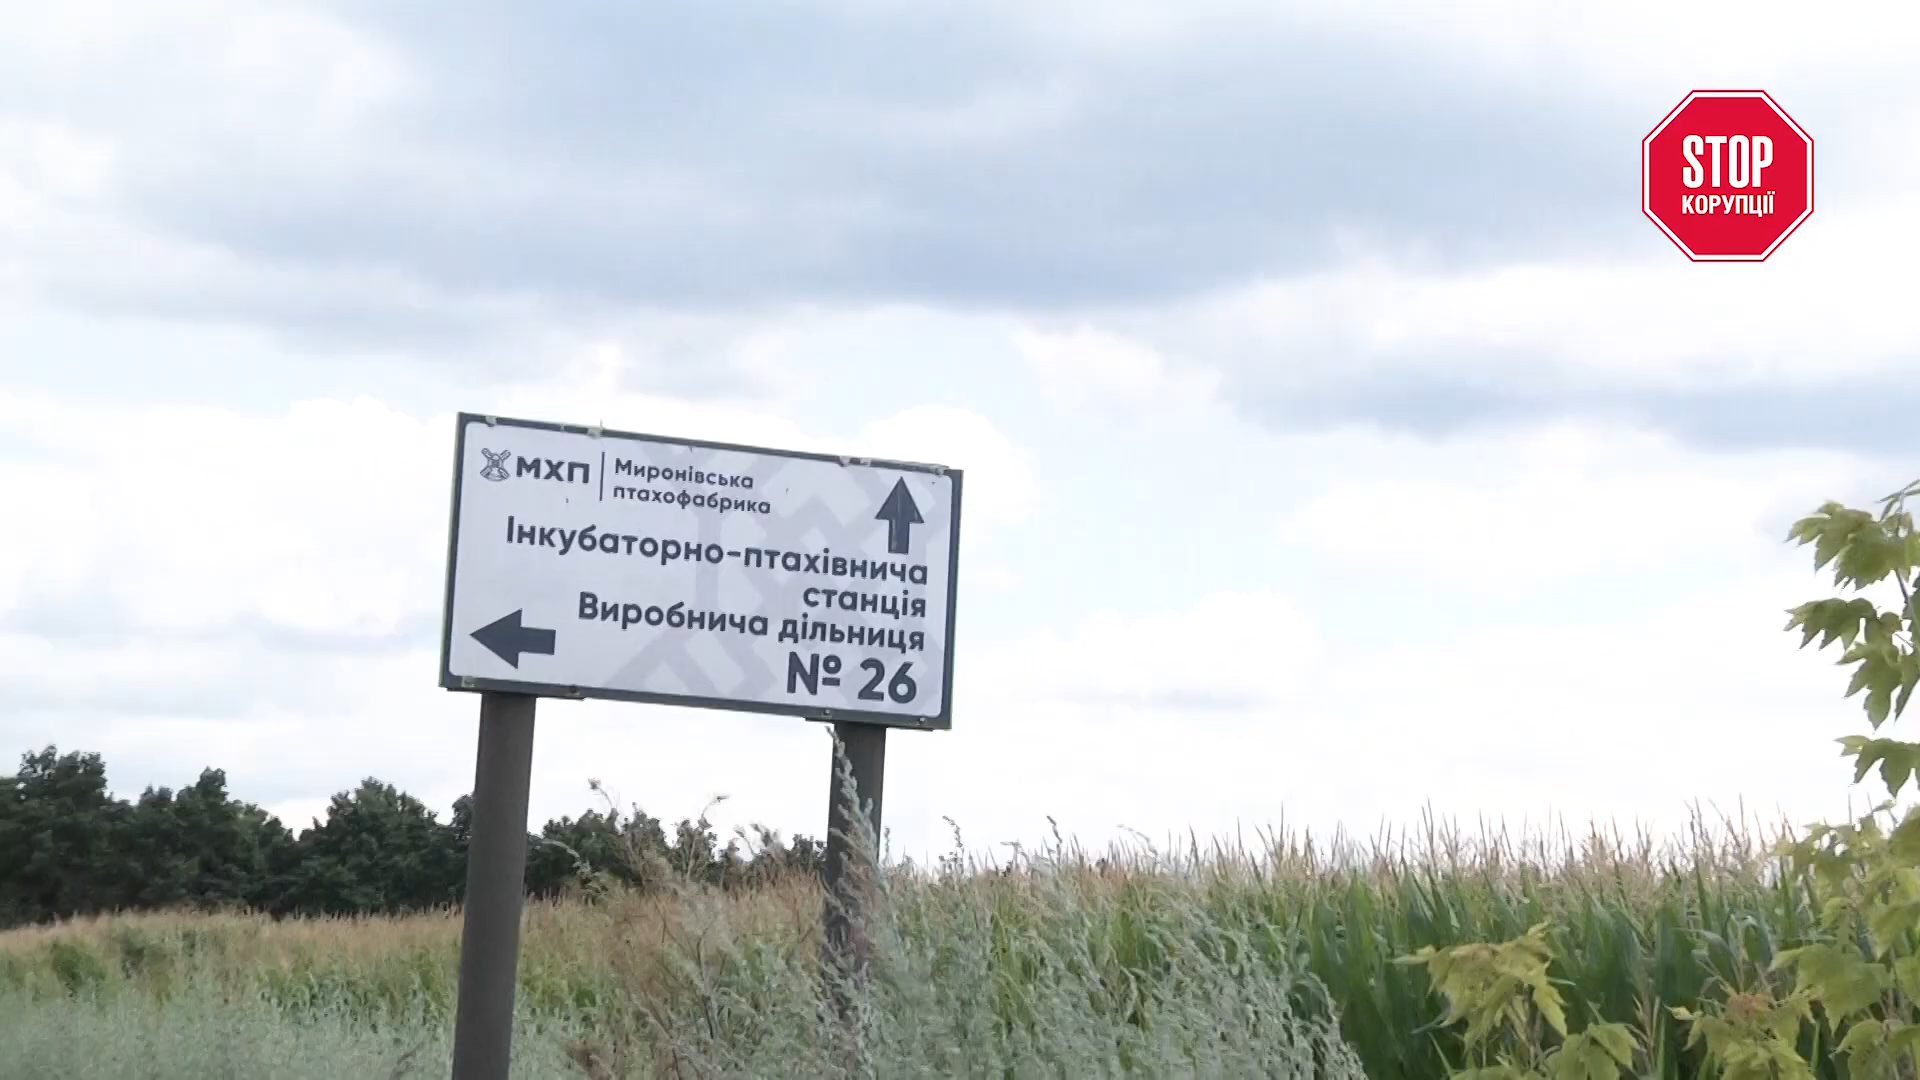 STOP
КОРУПЦІЇ
МХП
Миронівська
птахофабрика
Інкубаторно-птахівнича
станція
Виробнича дільниця
№ 26